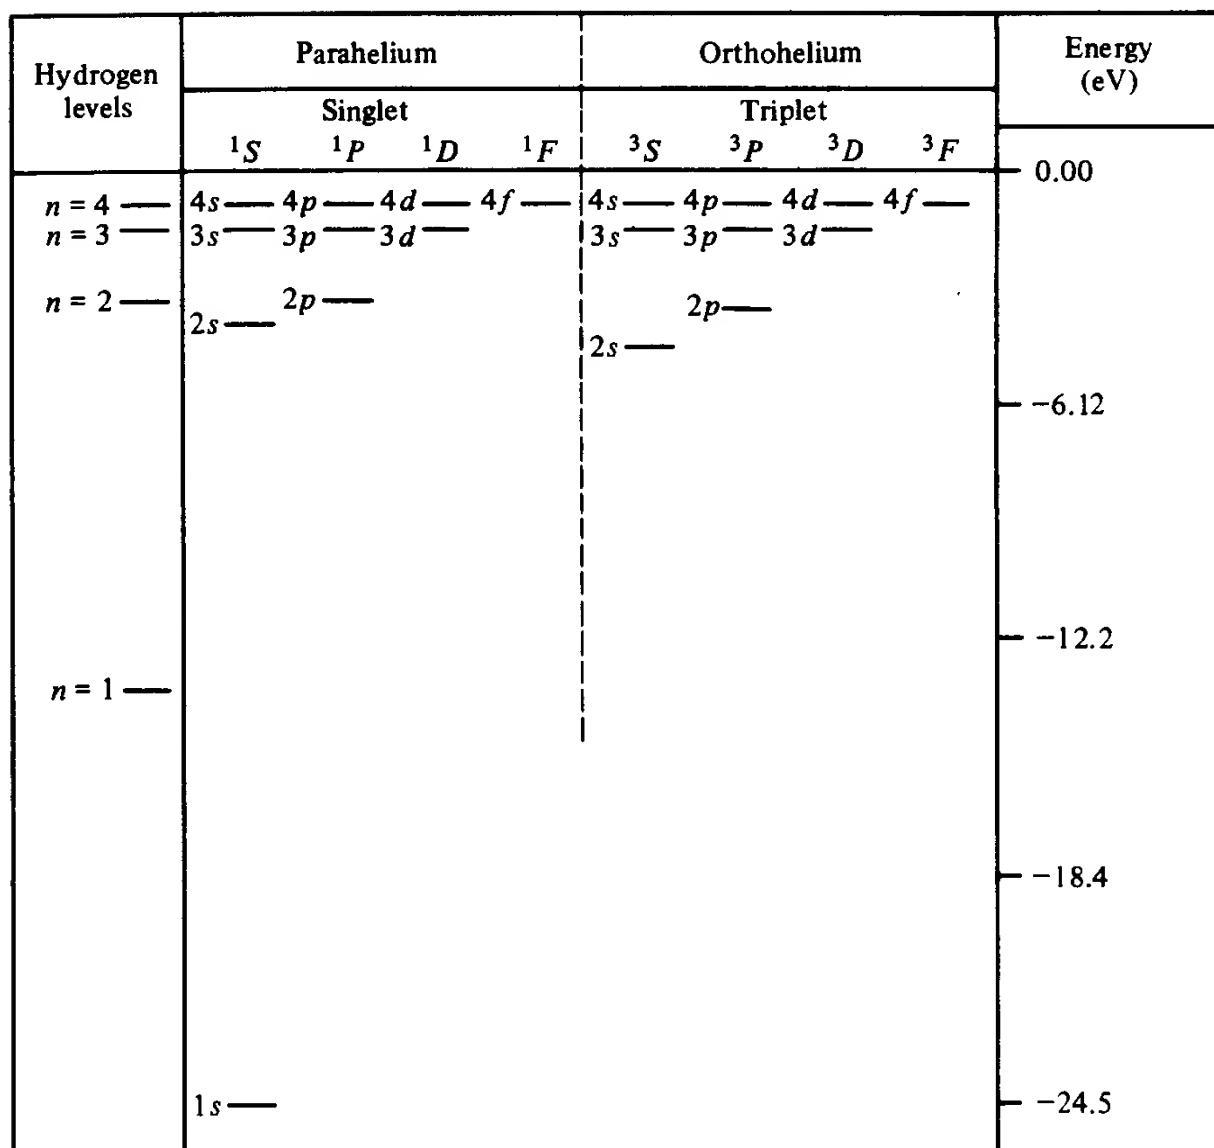 Hydrogen levels
Parahelium
Orthohelium
Energy (eV)
Singlet
Triplet
¹S ¹P ¹D ¹F ³S ³P ³D ³F
0.00
n = 4 4s 4p 4d 4f 4s 4p 4d 4f
n = 3 3s 3p 3d 3s 3p 3d
n = 2 2p 2p
2s 2s
−6.12
−12.2
n = 1
−18.4
1s −24.5